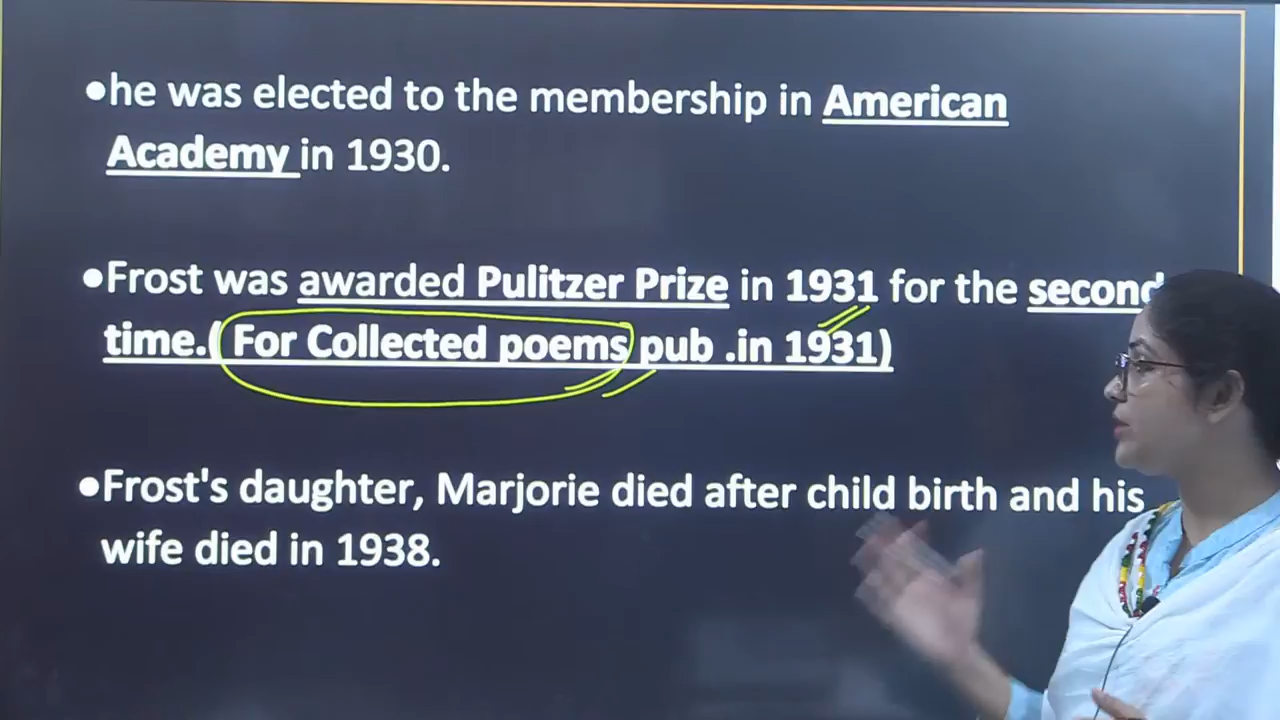 •he was elected to the membership in American
Academy in 1930.
•Frost was awarded Pulitzer Prize in 1931 for the second
time.( For Collected poems pub .in 1931)
•Frost's daughter, Marjorie died after child birth and his
wife died in 1938.